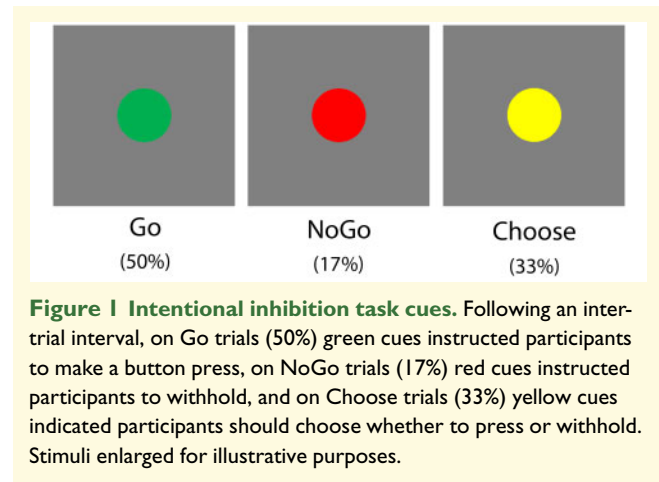 Go
(50%)
NoGo
(17%)
Choose
(33%)
Figure 1 Intentional inhibition task cues. Following an inter-
trial interval, on Go trials (50%) green cues instructed participants
to make a button press, on NoGo trials (17%) red cues instructed
participants to withhold, and on Choose trials (33%) yellow cues
indicated participants should choose whether to press or withhold.
Stimuli enlarged for illustrative purposes.